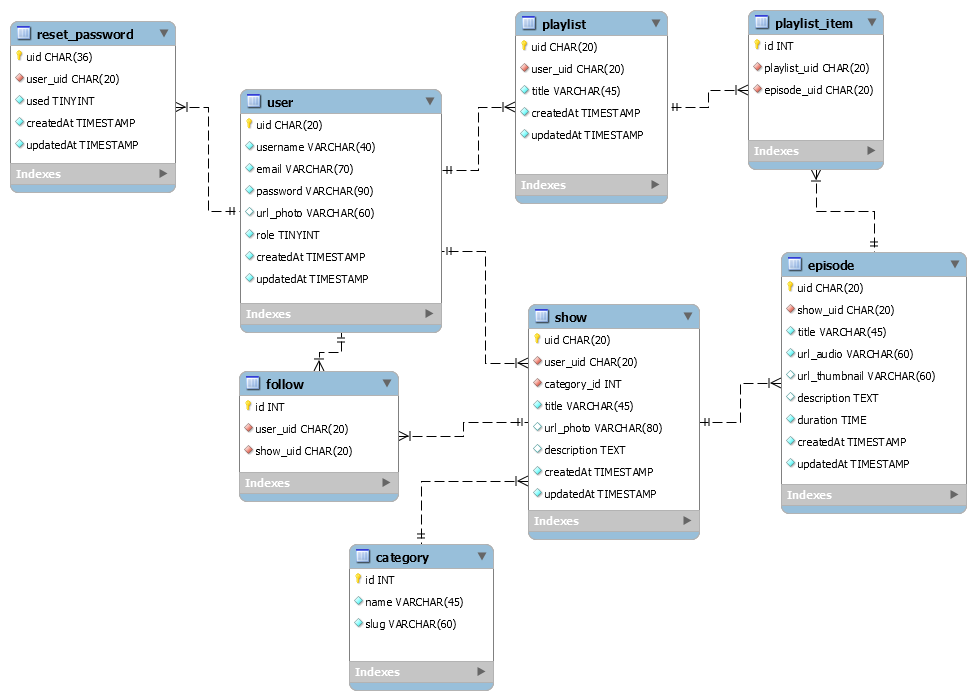 reset_password
uid CHAR(36)
user_uid CHAR(20)
used TINYINT
createdAt TIMESTAMP
updatedAt TIMESTAMP
Indexes
user
uid CHAR(20)
username VARCHAR(40)
email VARCHAR(70)
password VARCHAR(90)
url_photo VARCHAR(60)
role TINYINT
createdAt TIMESTAMP
updatedAt TIMESTAMP
Indexes
playlist
uid CHAR(20)
user_uid CHAR(20)
title VARCHAR(45)
createdAt TIMESTAMP
updatedAt TIMESTAMP
Indexes
playlist_item
id INT
playlist_uid CHAR(20)
episode_uid CHAR(20)
Indexes
episode
uid CHAR(20)
show_uid CHAR(20)
title VARCHAR(45)
url_audio VARCHAR(60)
url_thumbnail VARCHAR(60)
description TEXT
duration TIME
createdAt TIMESTAMP
updatedAt TIMESTAMP
Indexes
show
uid CHAR(20)
user_uid CHAR(20)
category_id INT
title VARCHAR(45)
url_photo VARCHAR(80)
description TEXT
createdAt TIMESTAMP
updatedAt TIMESTAMP
Indexes
follow
id INT
user_uid CHAR(20)
show_uid CHAR(20)
Indexes
category
id INT
name VARCHAR(45)
slug VARCHAR(60)
Indexes